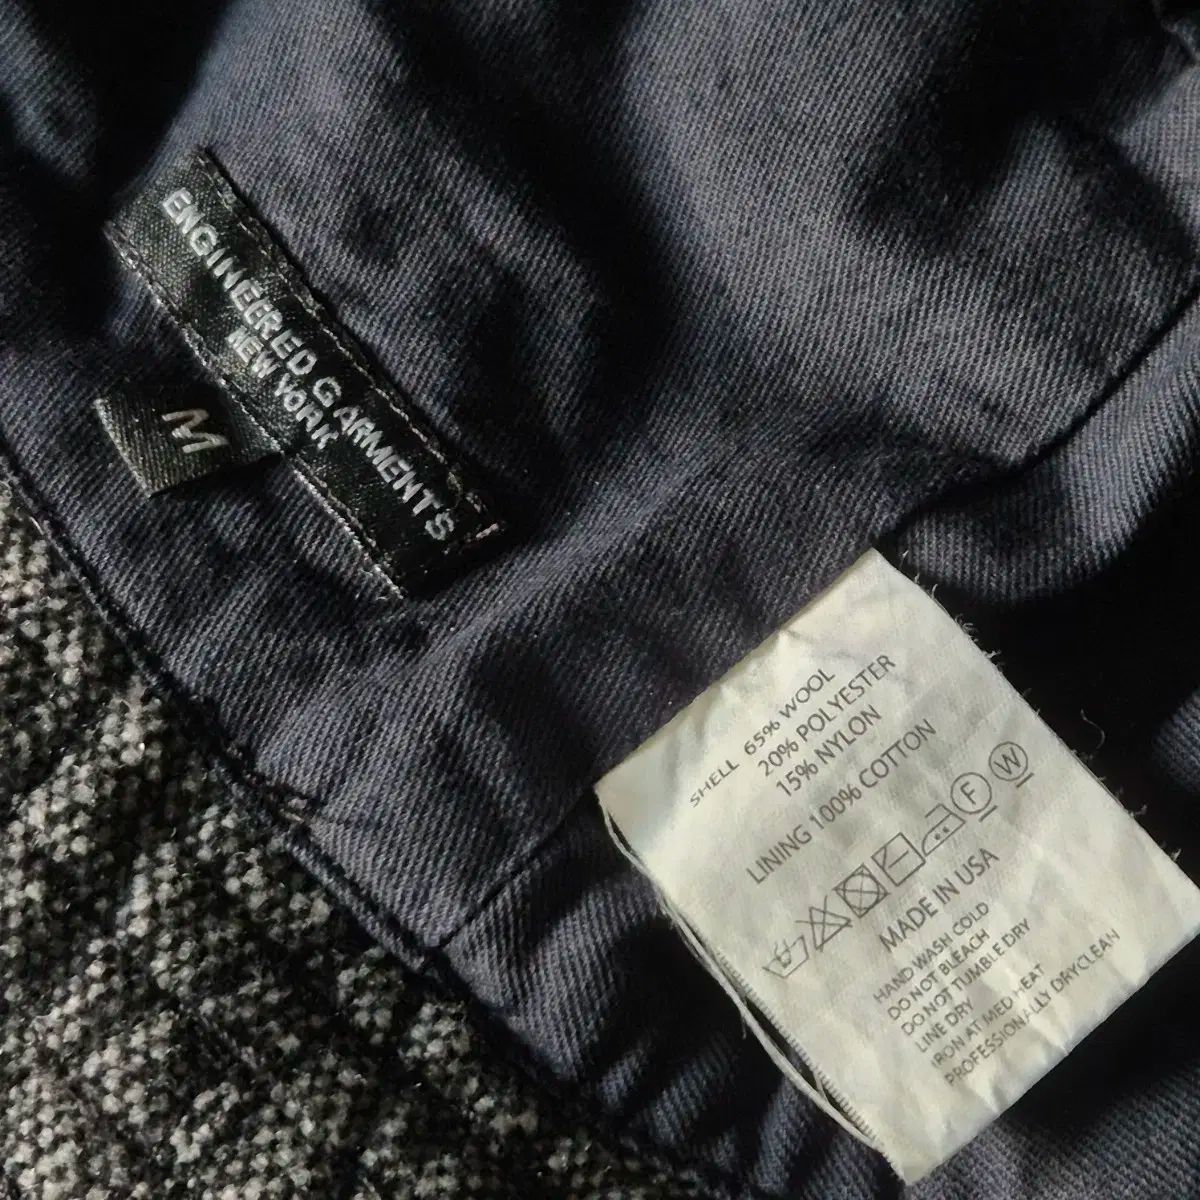 ENGINEERED GARMENTS
NEW YORK
M
SHELL 65% WOOL
20% POLYESTER
15% NYLON
LINING 100% COTTON
F W
MADE IN USA
HAND WASH COLD
DO NOT BLEACH
DO NOT TUMBLE DRY
LINE DRY
IRON AT MED HEAT
PROFESSIONALLY DRYCLEAN